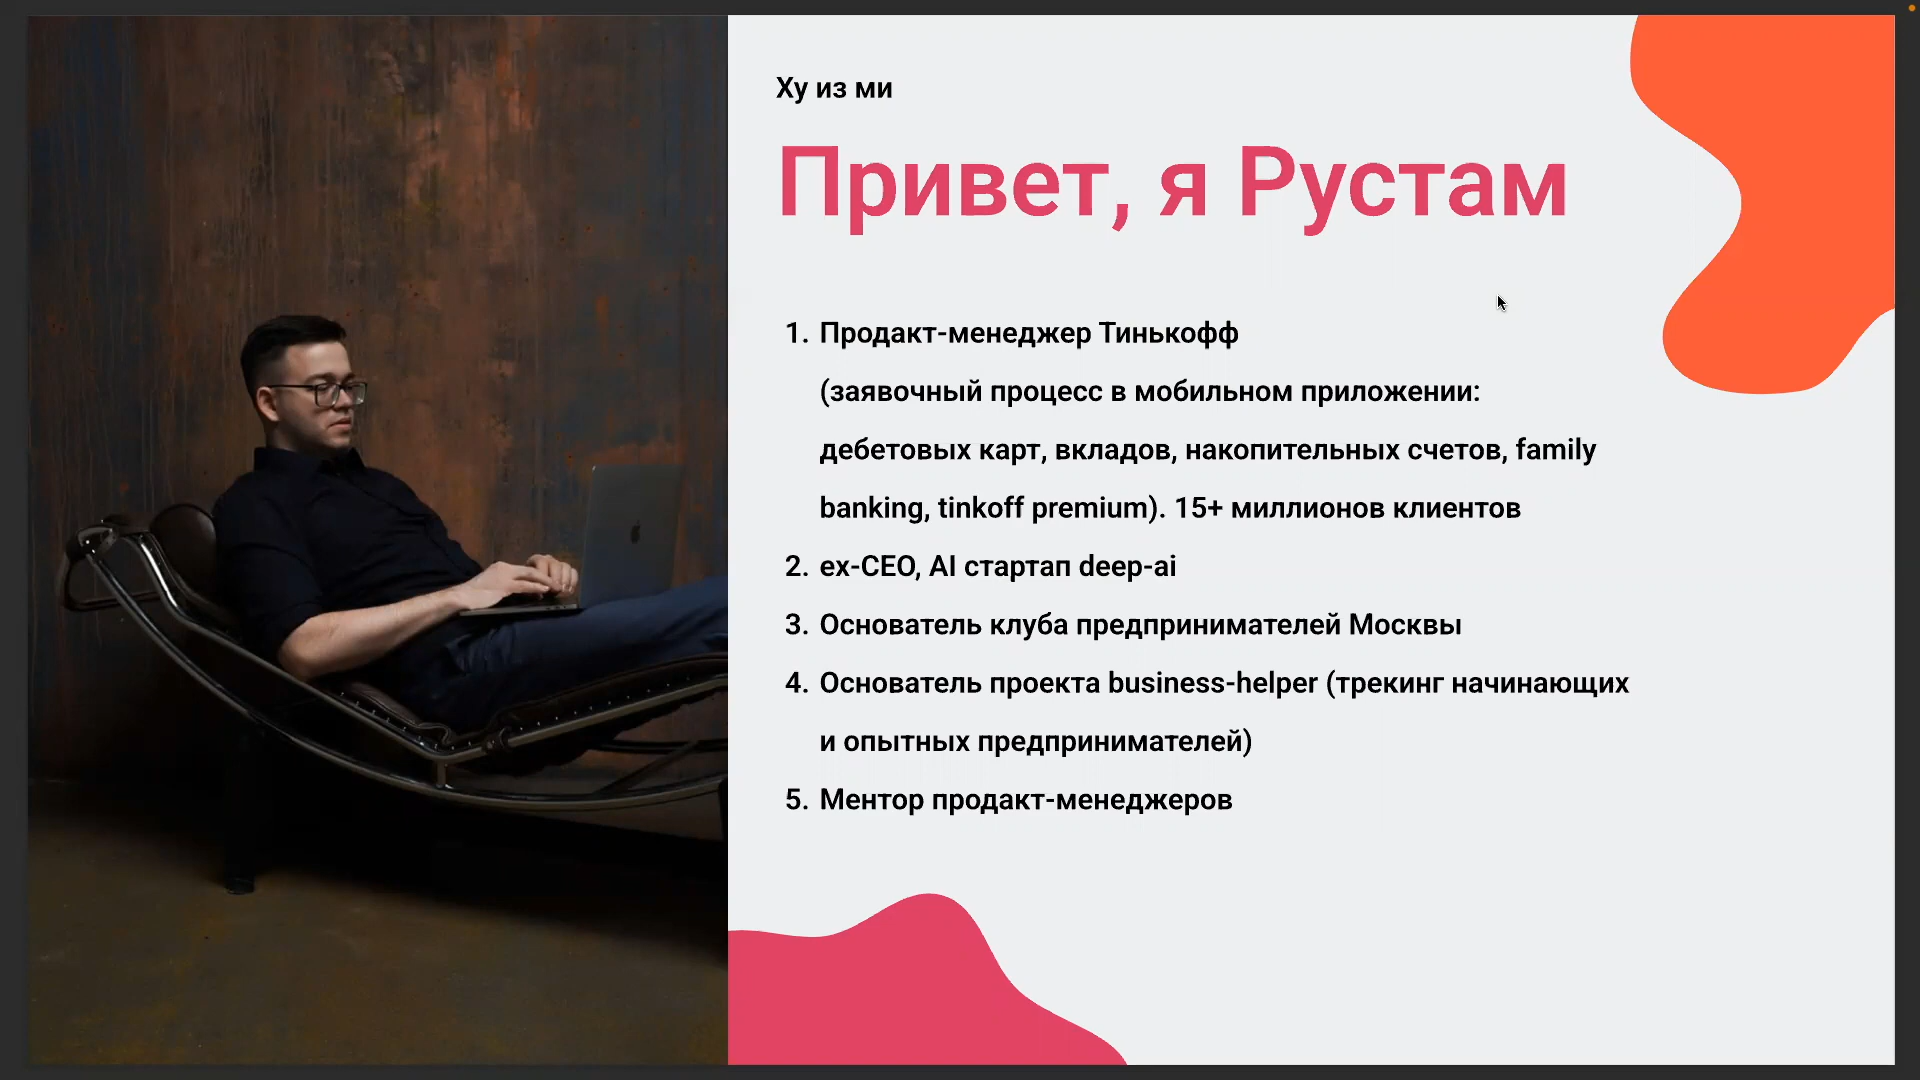 Ху из ми
Привет, я Рустам
1. Продакт-менеджер Тинькофф
(заявочный процесс в мобильном приложении:
дебетовых карт, вкладов, накопительных счетов, family
banking, tinkoff premium). 15+ миллионов клиентов
2. ex-CEO, AI стартап deep-ai
3. Основатель клуба предпринимателей Москвы
4. Основатель проекта business-helper (трекинг начинающих
и опытных предпринимателей)
5. Ментор продакт-менеджеров